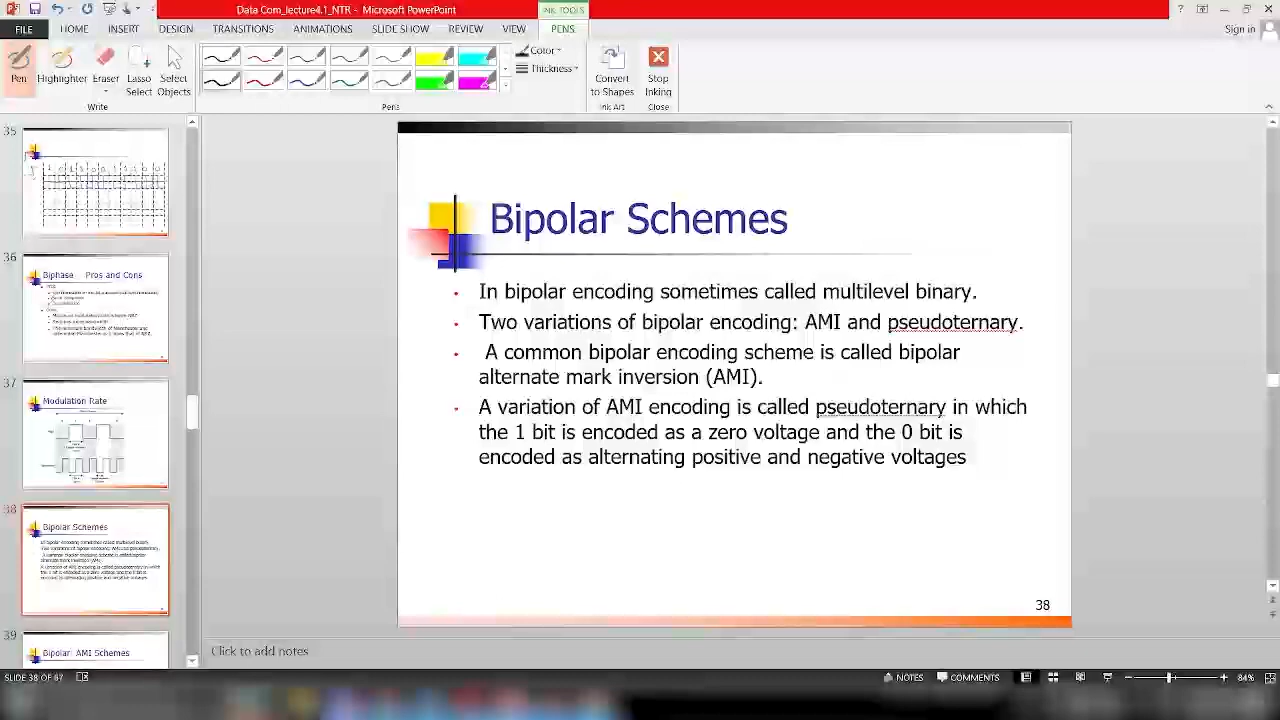 Data Com_lecture4.1_NTR - Microsoft PowerPoint
INK TOOLS
FILE HOME INSERT DESIGN TRANSITIONS ANIMATIONS SLIDE SHOW REVIEW VIEW PENS
Sign in
Pen Highlighter Eraser Lasso Select Select Objects
Write
Pens
Color
Thickness
Convert to Shapes
Stop Inking
Ink Art Close
35
36
Biphase Pros and Cons
37
Modulation Rate
38
Bipolar Schemes
39
Bipolar: AMI Schemes
Bipolar Schemes
In bipolar encoding sometimes called multilevel binary.
Two variations of bipolar encoding: AMI and pseudoternary.
A common bipolar encoding scheme is called bipolar
alternate mark inversion (AMI).
A variation of AMI encoding is called pseudoternary in which
the 1 bit is encoded as a zero voltage and the 0 bit is
encoded as alternating positive and negative voltages
38
Click to add notes
SLIDE 38 OF 67
NOTES COMMENTS
84%